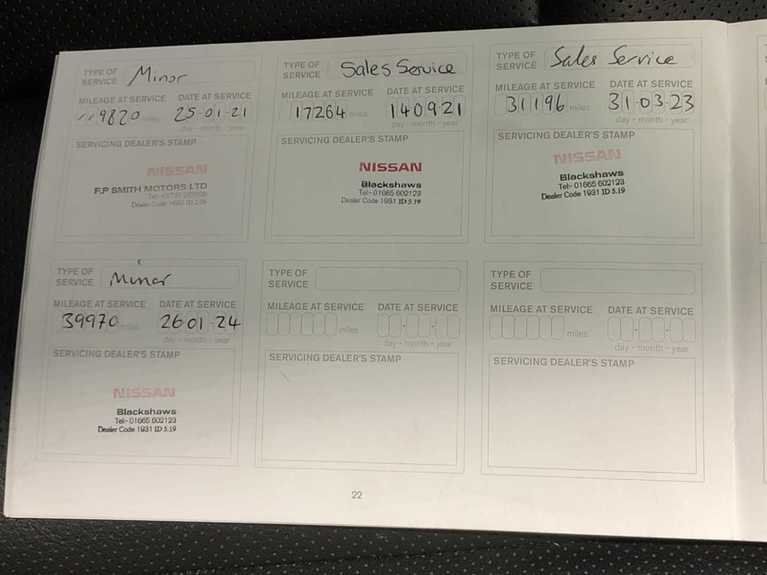 TYPE OF SERVICE Minor
MILEAGE AT SERVICE DATE AT SERVICE
119820 miles 25-01-21
day - month - year
SERVICING DEALER'S STAMP
NISSAN
F.P SMITH MOTORS LTD
TYPE OF SERVICE Sales Service
MILEAGE AT SERVICE DATE AT SERVICE
17264 miles 140921
day - month - year
SERVICING DEALER'S STAMP
NISSAN
Blackshaws
Tel- 01665 602123
Dealer Code 1931 ID 5.19
TYPE OF SERVICE Sales Service
MILEAGE AT SERVICE DATE AT SERVICE
31196 miles 31-03-23
day - month - year
SERVICING DEALER'S STAMP
NISSAN
Blackshaws
Tel- 01665 602123
Dealer Code 1931 ID 5.19
TYPE OF SERVICE Minor
MILEAGE AT SERVICE DATE AT SERVICE
39970 miles 26-01-24
day - month - year
SERVICING DEALER'S STAMP
NISSAN
Blackshaws
Tel- 01665 602123
Dealer Code 1931 ID 5.19
TYPE OF SERVICE
MILEAGE AT SERVICE DATE AT SERVICE
miles
day - month - year
SERVICING DEALER'S STAMP
TYPE OF SERVICE
MILEAGE AT SERVICE DATE AT SERVICE
miles
day - month - year
SERVICING DEALER'S STAMP
22